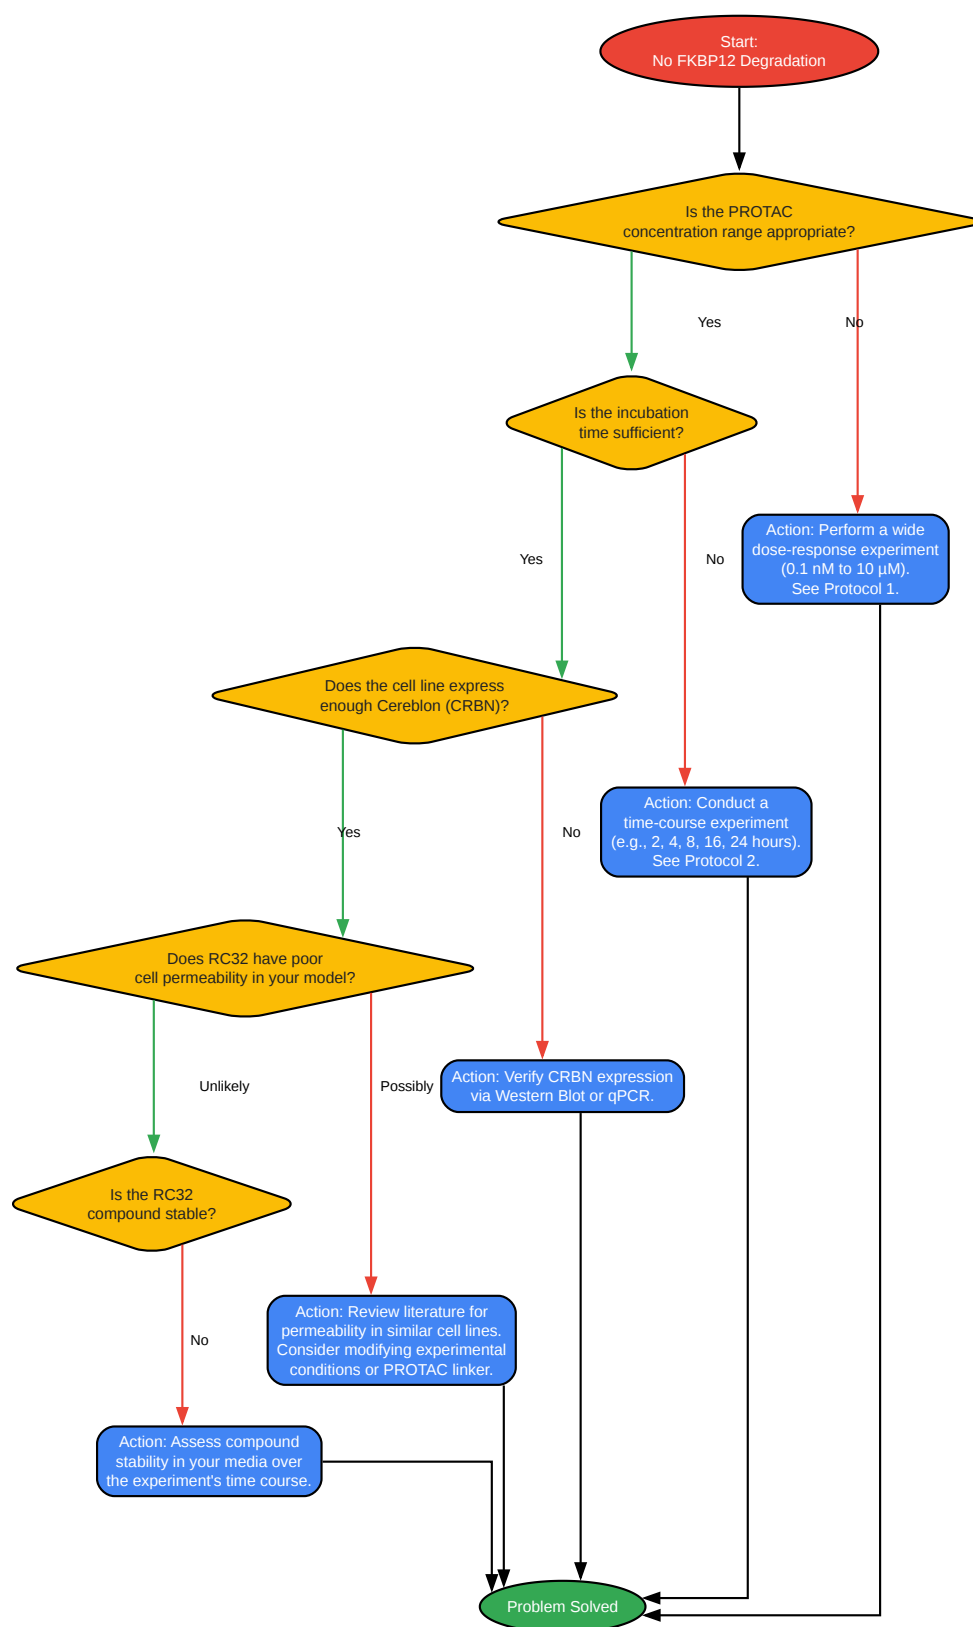 Start:
No FKBP12 Degradation
Is the PROTAC
concentration range appropriate?
Yes
No
Is the incubation
time sufficient?
Action: Perform a wide
dose-response experiment
(0.1 nM to 10 µM).
See Protocol 1.
Yes
No
Does the cell line express
enough Cereblon (CRBN)?
Action: Conduct a
time-course experiment
(e.g., 2, 4, 8, 16, 24 hours).
See Protocol 2.
Yes
No
Does RC32 have poor
cell permeability in your model?
Action: Verify CRBN expression
via Western Blot or qPCR.
Unlikely
Possibly
Is the RC32
compound stable?
Action: Review literature for
permeability in similar cell lines.
Consider modifying experimental
conditions or PROTAC linker.
No
Action: Assess compound
stability in your media over
the experiment's time course.
Problem Solved